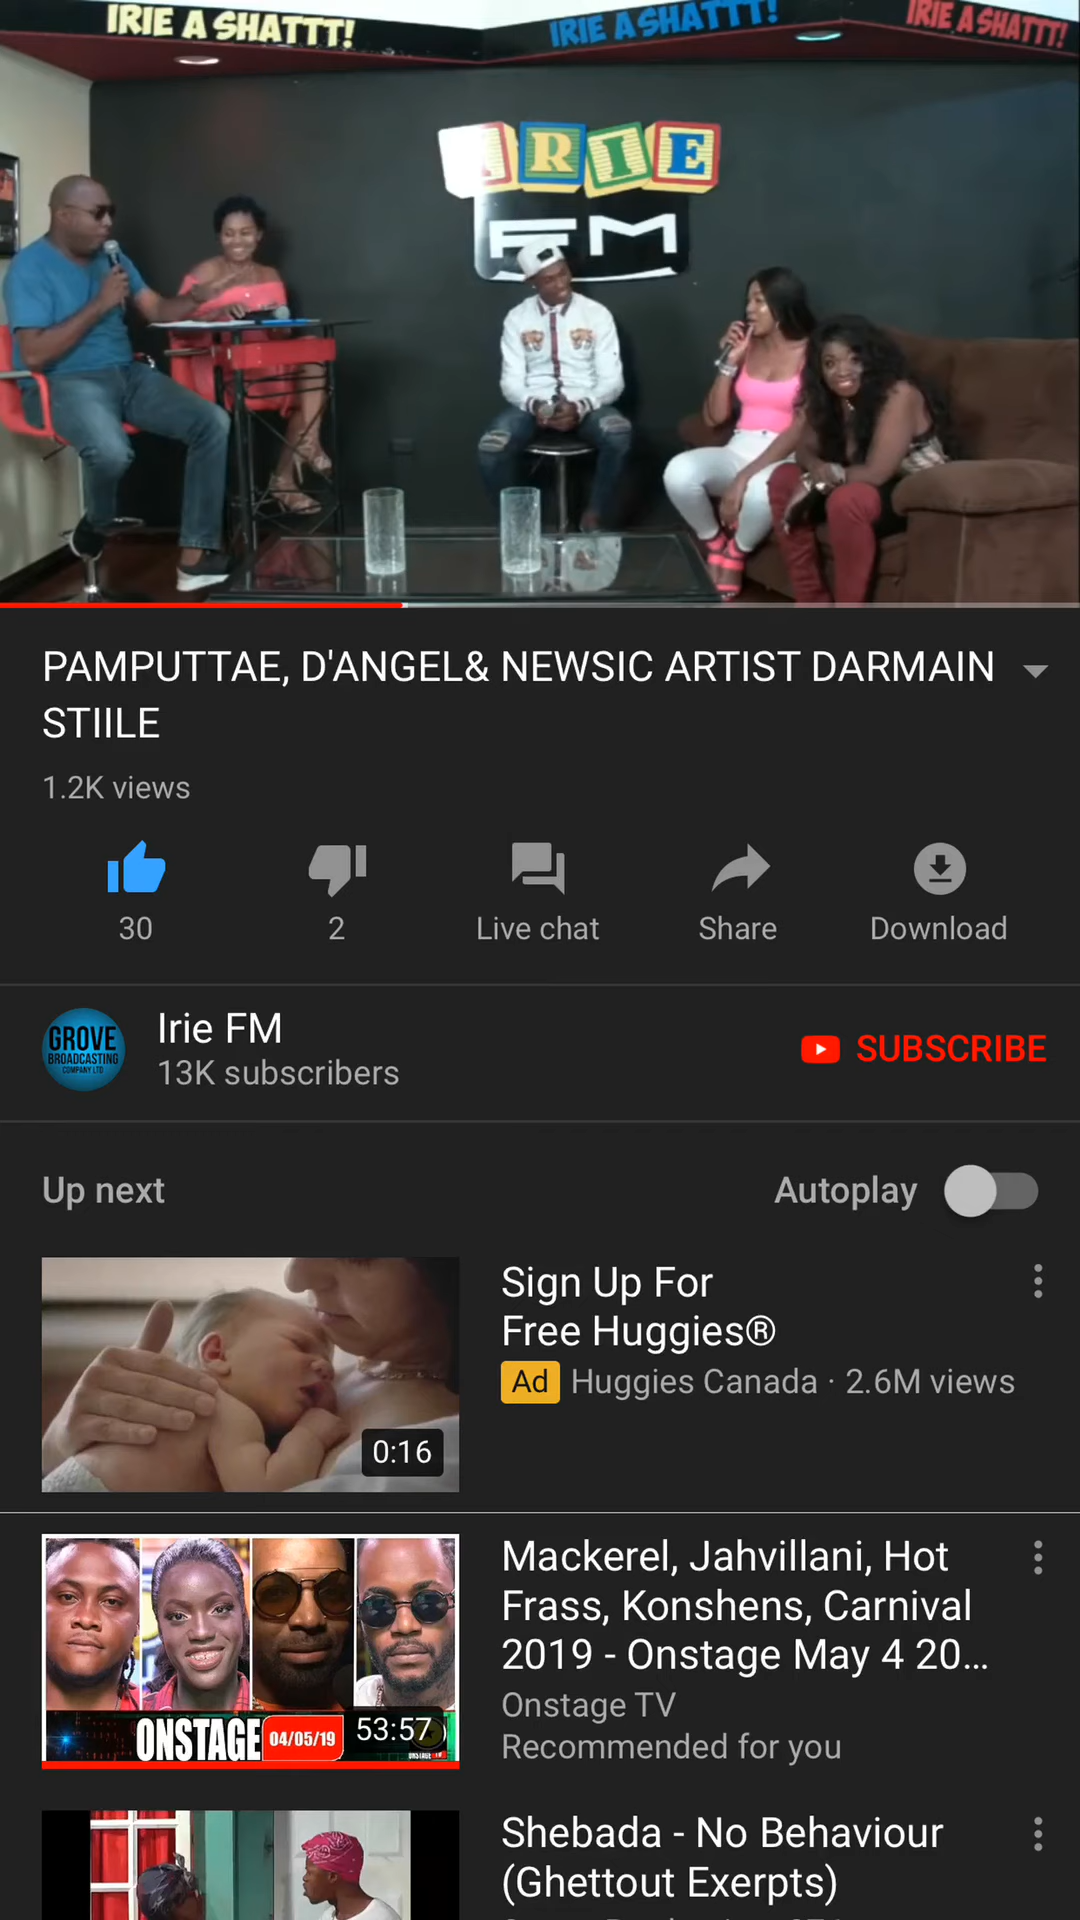 IRIE A SHATTT!
IRIE A SHATTT!
IRIE A SHATTT!
IRIE
FM
PAMPUTTAE, D'ANGEL& NEWSIC ARTIST DARMAIN
STIILE
1.2K views
30
2
Live chat
Share
Download
GROVE
BROADCASTING
COMPANY LTD
Irie FM
13K subscribers
SUBSCRIBE
Up next
Autoplay
0:16
Sign Up For
Free Huggies®
Ad Huggies Canada · 2.6M views
ONSTAGE 04/05/19 53:57
Mackerel, Jahvillani, Hot
Frass, Konshens, Carnival
2019 - Onstage May 4 20...
Onstage TV
Recommended for you
Shebada - No Behaviour
(Ghettout Exerpts)